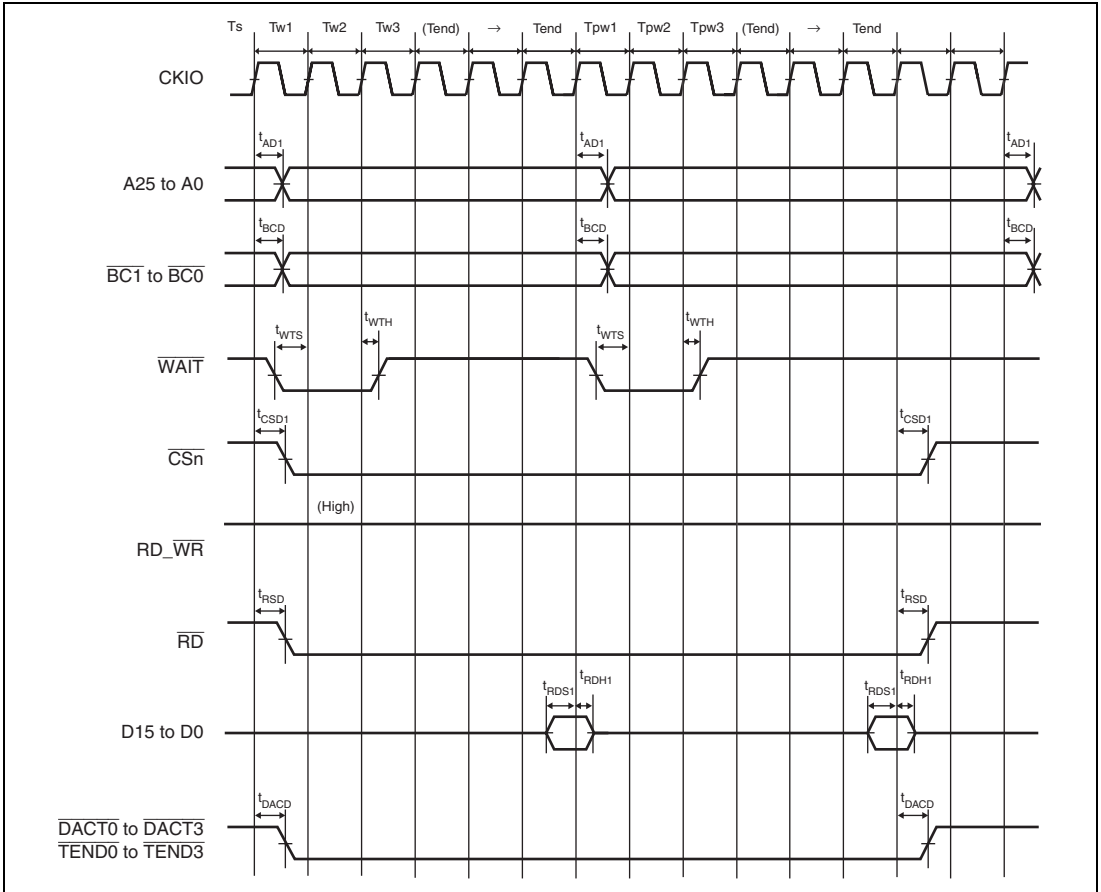 Ts Tw1 Tw2 Tw3 (Tend) → Tend Tpw1 Tpw2 Tpw3 (Tend) → Tend
CKIO
tAD1 tAD1 tAD1
A25 to A0
tBCD tBCD tBCD
BC1 to BC0
tWTS tWTH tWTS tWTH
WAIT
tCSD1 tCSD1
CSn
(High)
RD_WR
tRSD tRSD
RD
tRDS1 tRDH1 tRDS1 tRDH1
D15 to D0
tDACD tDACD
DACT0 to DACT3
TEND0 to TEND3